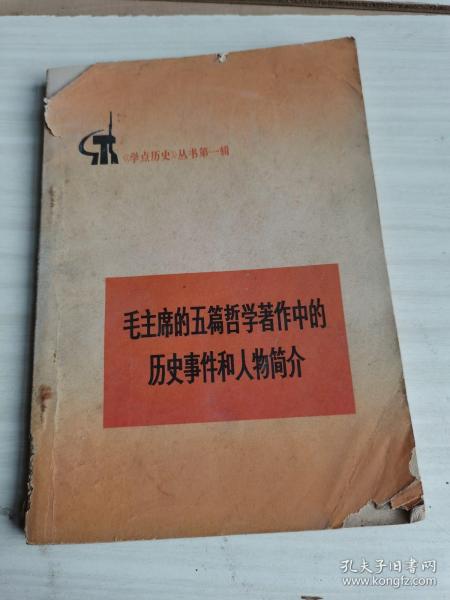 《学点历史》丛书第一辑
毛主席的五篇哲学著作中的
历史事件和人物简介
孔夫子旧书网
www.kongfz.com